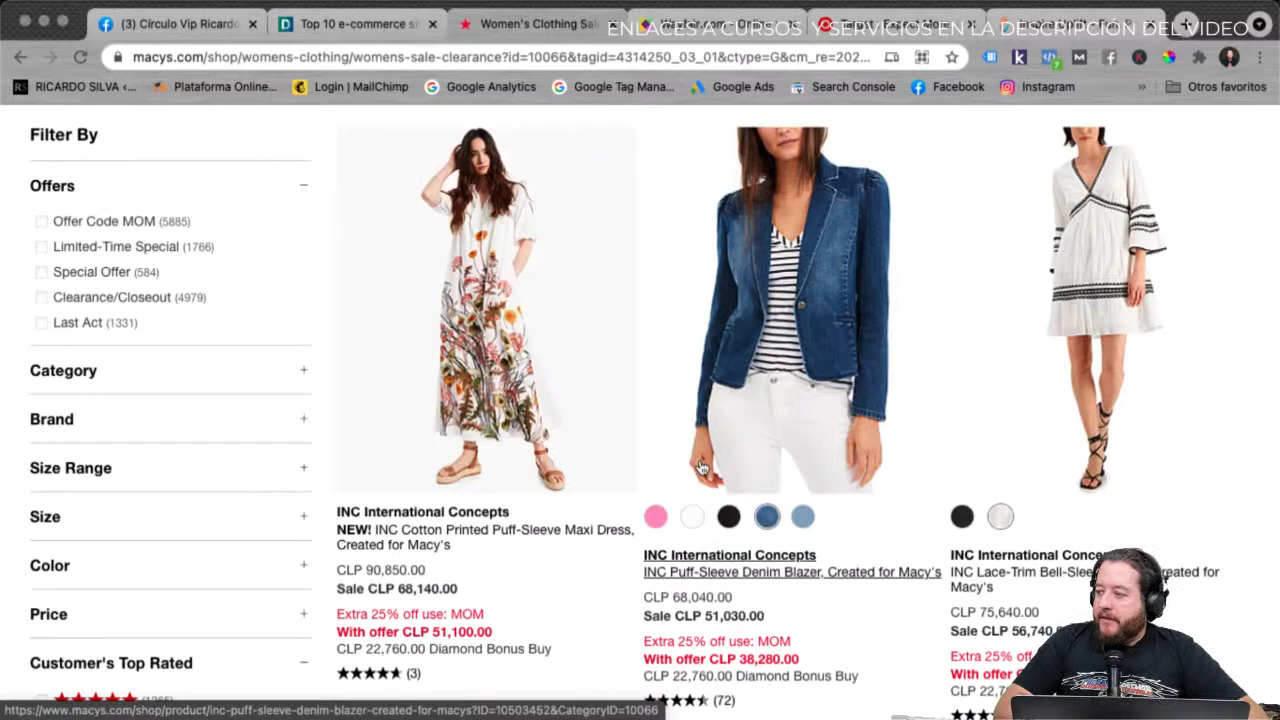 (3) Círculo Vip Ricardo
Top 10 e-commerce si
Women's Clothing Sal
ENLACES A CURSOS Y SERVICIOS EN LA DESCRIPCIÓN DEL VIDEO
macys.com/shop/womens-clothing/womens-sale-clearance?id=10066&tagid=4314250_03_01&ctype=G&cm_re=202...
RICARDO SILVA ‹...
Plataforma Online...
Login | MailChimp
Google Analytics
Google Tag Mana...
Google Ads
Search Console
Facebook
Instagram
»
Otros favoritos
Filter By
Offers
Offer Code MOM (5885)
Limited-Time Special (1766)
Special Offer (584)
Clearance/Closeout (4979)
Last Act (1331)
Category
Brand
Size Range
Size
Color
Price
Customer's Top Rated
INC International Concepts
NEW! INC Cotton Printed Puff-Sleeve Maxi Dress,
Created for Macy's
CLP 90,850.00
Sale CLP 68,140.00
Extra 25% off use: MOM
With offer CLP 51,100.00
CLP 22,760.00 Diamond Bonus Buy
(3)
INC International Concepts
INC Puff-Sleeve Denim Blazer, Created for Macy's
CLP 68,040.00
Sale CLP 51,030.00
Extra 25% off use: MOM
With offer CLP 38,280.00
CLP 22,760.00 Diamond Bonus Buy
(72)
INC International Conce
INC Lace-Trim Bell-Slee
reated for
Macy's
CLP 75,640.00
Sale CLP 56,740
Extra 25%
With offe
CLP 22,7
https://www.macys.com/shop/product/inc-puff-sleeve-denim-blazer-created-for-macys?ID=10503452&CategoryID=10066